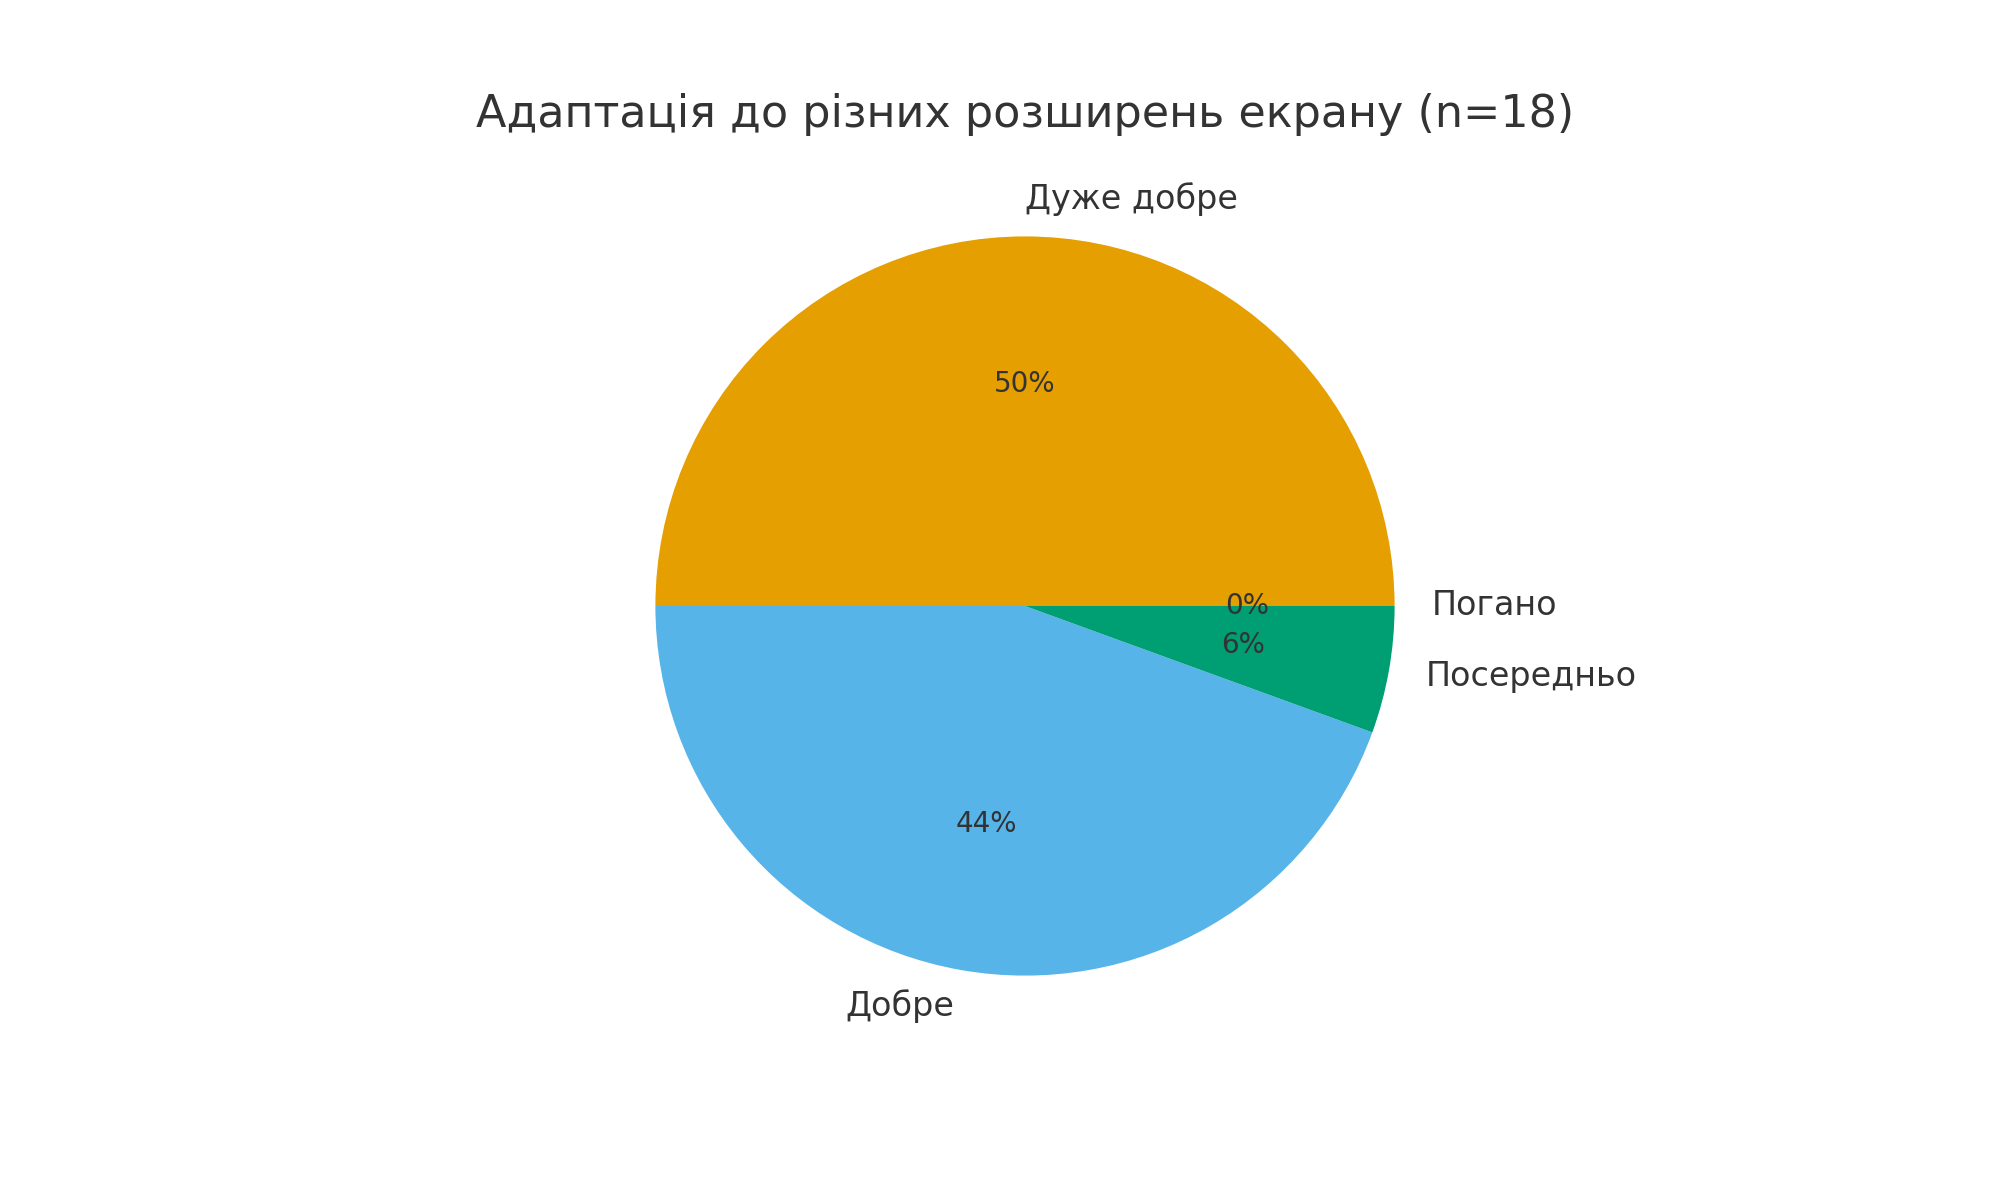 Адаптація до різних розширень екрану (n=18)
Дуже добре
50%
0%
Погано
6%
Посередньо
44%
Добре